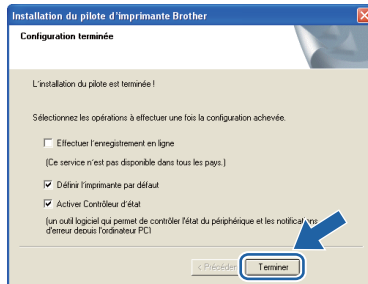 Installation du pilote d'imprimante Brother
Configuration terminée
L'installation du pilote est terminée !
Sélectionnez les opérations à effectuer une fois la configuration achevée.
Effectuer l'enregistrement en ligne
(Ce service n'est pas disponible dans tous les pays.)
Définir l'imprimante par défaut
Activer Contrôleur d'état
(un outil logiciel qui permet de contrôler l'état du périphérique et les notifications
d'erreur depuis l'ordinateur PC)
< Précéden Terminer